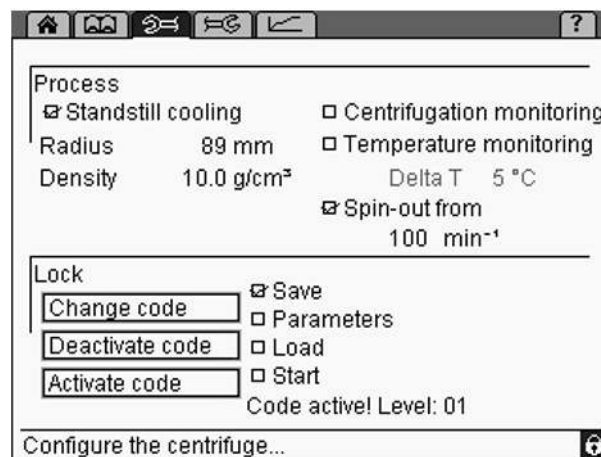 ?
Process
Standstill cooling
Radius 89 mm
Density 10.0 g/cm³
Centrifugation monitoring
Temperature monitoring
Delta T 5 °C
Spin-out from
100 min⁻¹
Lock
Change code
Deactivate code
Activate code
Save
Parameters
Load
Start
Code active! Level: 01
Configure the centrifuge...